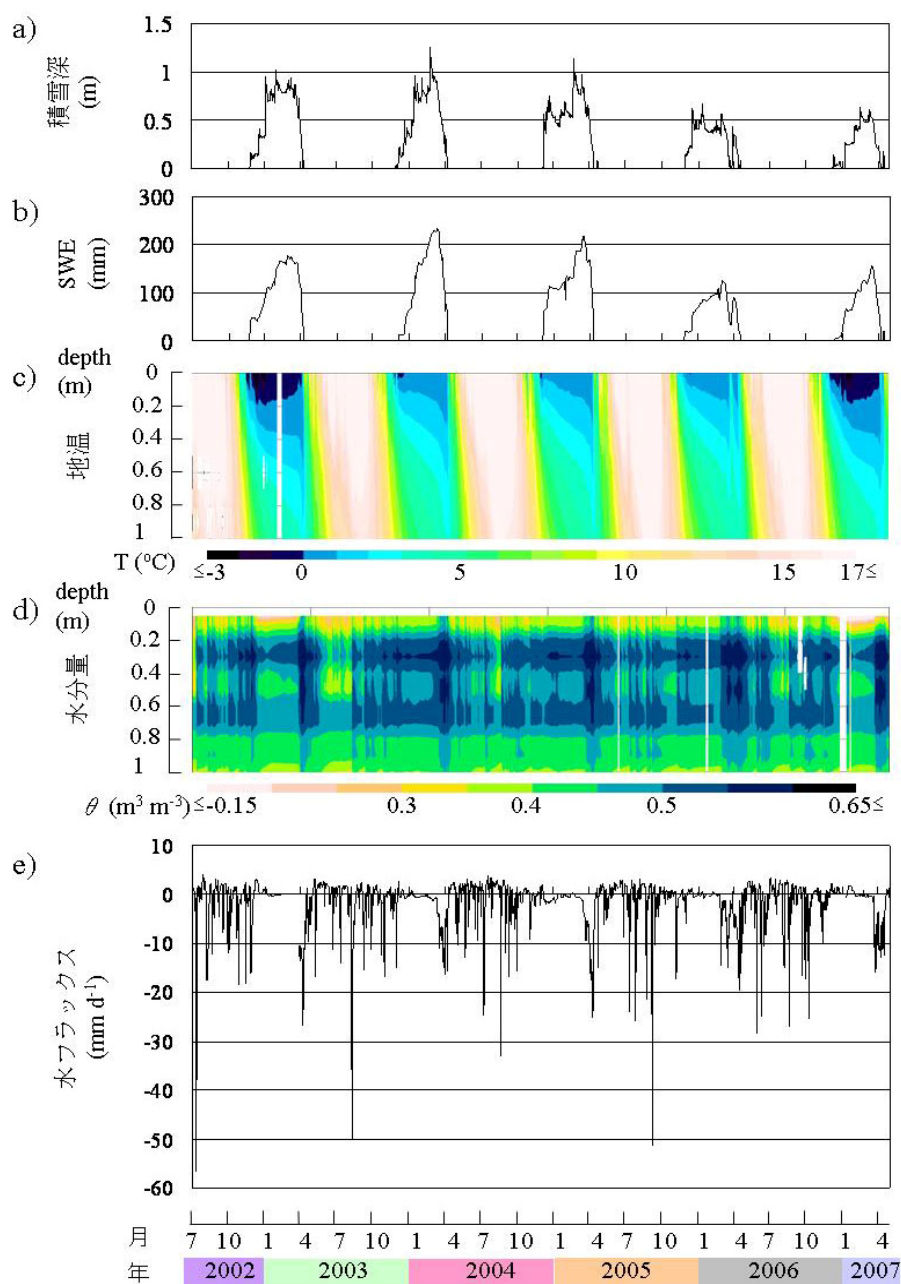 a)
積雪深
(m)
1.5
1
0.5
0
b)
SWE
(mm)
300
200
100
0
c)
depth
(m)
地温
0
0.2
0.4
0.6
0.8
1
T (°C)
≤-3 0 5 10 15 17≤
d)
depth
(m)
水分量
0
0.2
0.4
0.6
0.8
1
θ (m³ m⁻³) ≤-0.15 0.3 0.4 0.5 0.65≤
e)
水フラックス
(mm d⁻¹)
10
0
-10
-20
-30
-40
-50
-60
月 7 10 1 4 7 10 1 4 7 10 1 4 7 10 1 4 7 10 1 4
年 2002 2003 2004 2005 2006 2007